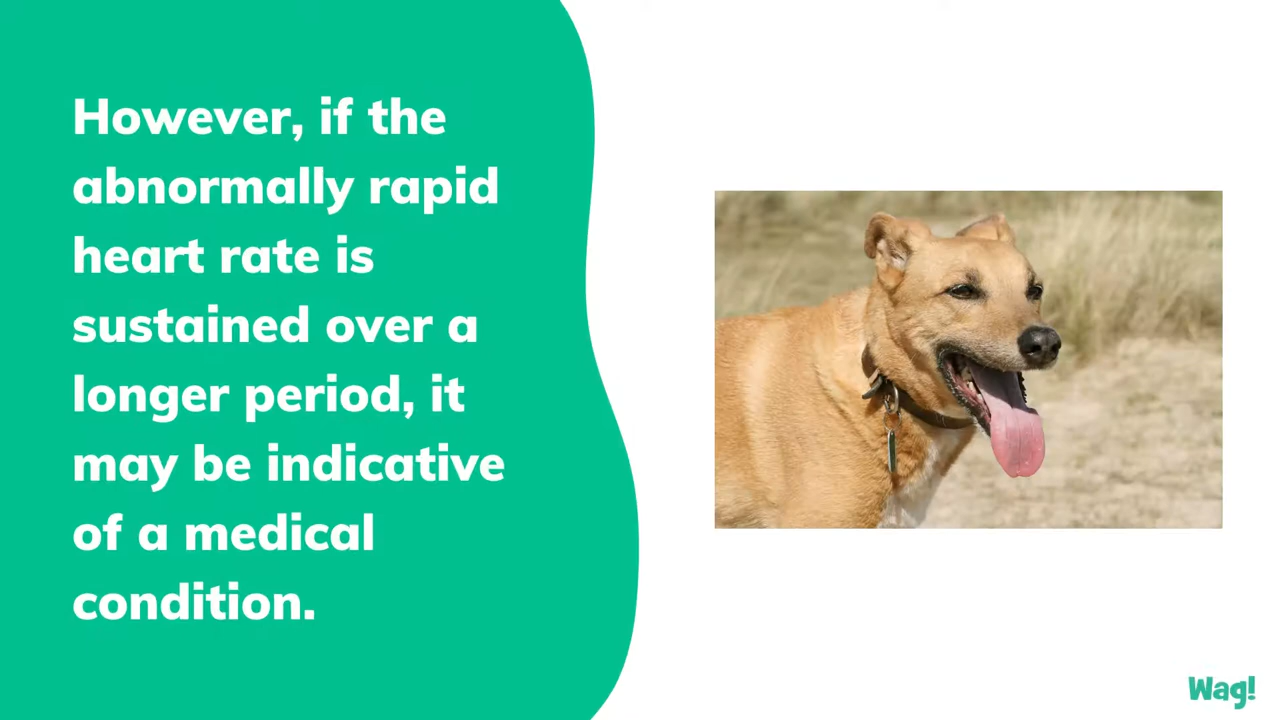 However, if the
abnormally rapid
heart rate is
sustained over a
longer period, it
may be indicative
of a medical
condition.
Wag!